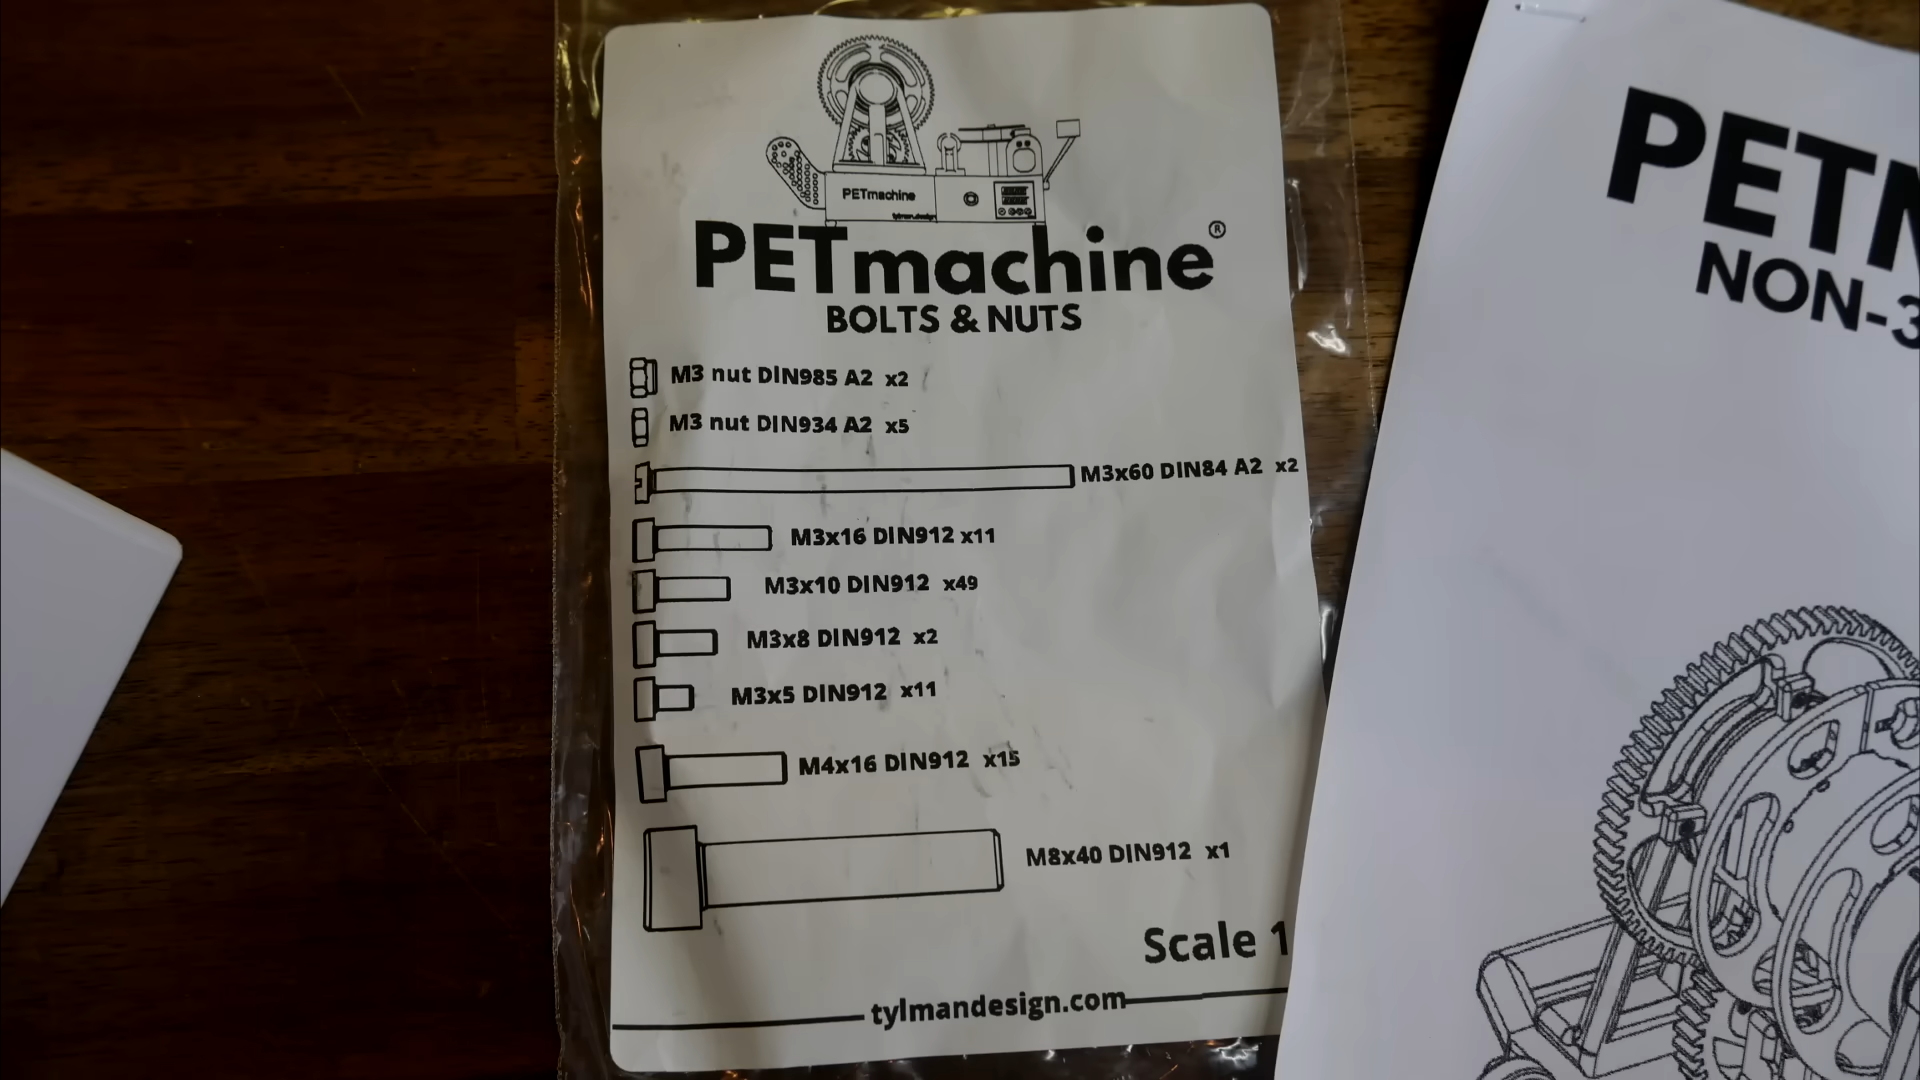 PETmachine
PETmachine®
BOLTS & NUTS
M3 nut DIN985 A2 x2
M3 nut DIN934 A2 x5
M3x60 DIN84 A2 x2
M3x16 DIN912 x11
M3x10 DIN912 x49
M3x8 DIN912 x2
M3x5 DIN912 x11
M4x16 DIN912 x15
M8x40 DIN912 x1
Scale 1
tylmandesign.com
PETM
NON-3